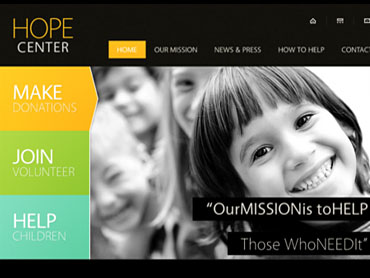 HOPE
CENTER
HOME OUR MISSION NEWS & PRESS HOW TO HELP CONTACT
MAKE
DONATIONS
JOIN
VOLUNTEER
HELP
CHILDREN
“OurMISSIONis toHELP
Those WhoNEEDIt”